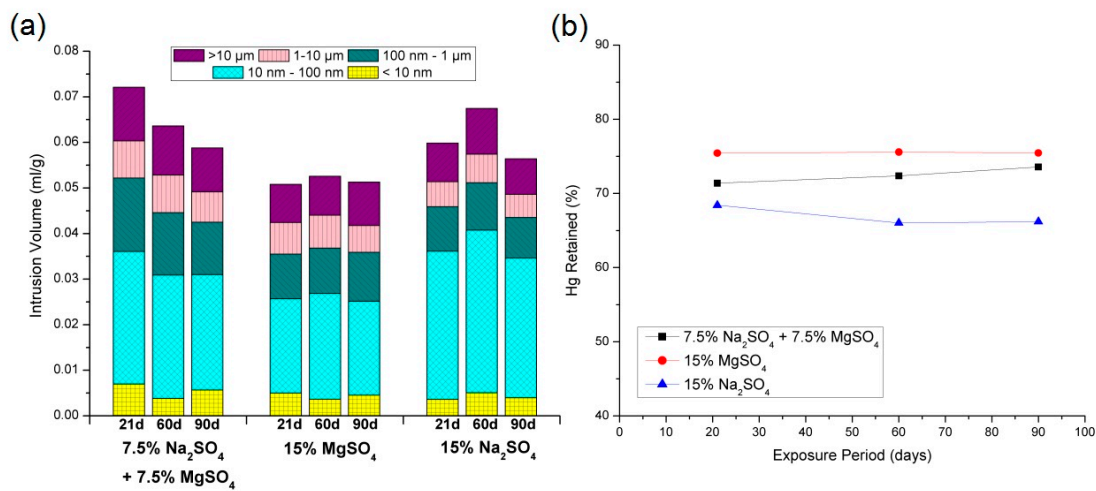 (a)
Intrusion Volume (ml/g)
0.08
0.07
0.06
0.05
0.04
0.03
0.02
0.01
0.00
>10 μm 1-10 μm 100 nm - 1 μm
10 nm - 100 nm < 10 nm
21d 60d 90d 21d 60d 90d 21d 60d 90d
7.5% Na₂SO₄ 15% MgSO₄ 15% Na₂SO₄
+ 7.5% MgSO₄
(b)
Hg Retained (%)
90
80
70
60
50
40
7.5% Na₂SO₄ + 7.5% MgSO₄
15% MgSO₄
15% Na₂SO₄
0 10 20 30 40 50 60 70 80 90 100
Exposure Period (days)